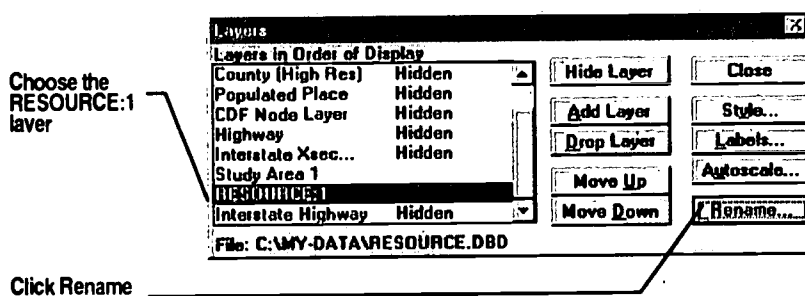 Layers
Layers in Order of Display
County (High Res) Hidden
Populated Place Hidden
CDF Node Layer Hidden
Highway Hidden
Interstate Xsec... Hidden
Study Area 1
RESOURCE:1
Interstate Highway Hidden
File: C:\MY-DATA\RESOURCE.DBD
Hide Layer
Add Layer
Drop Layer
Move Up
Move Down
Close
Style...
Labels...
Autoscale...
Rename...
Choose the
RESOURCE:1
layer
Click Rename